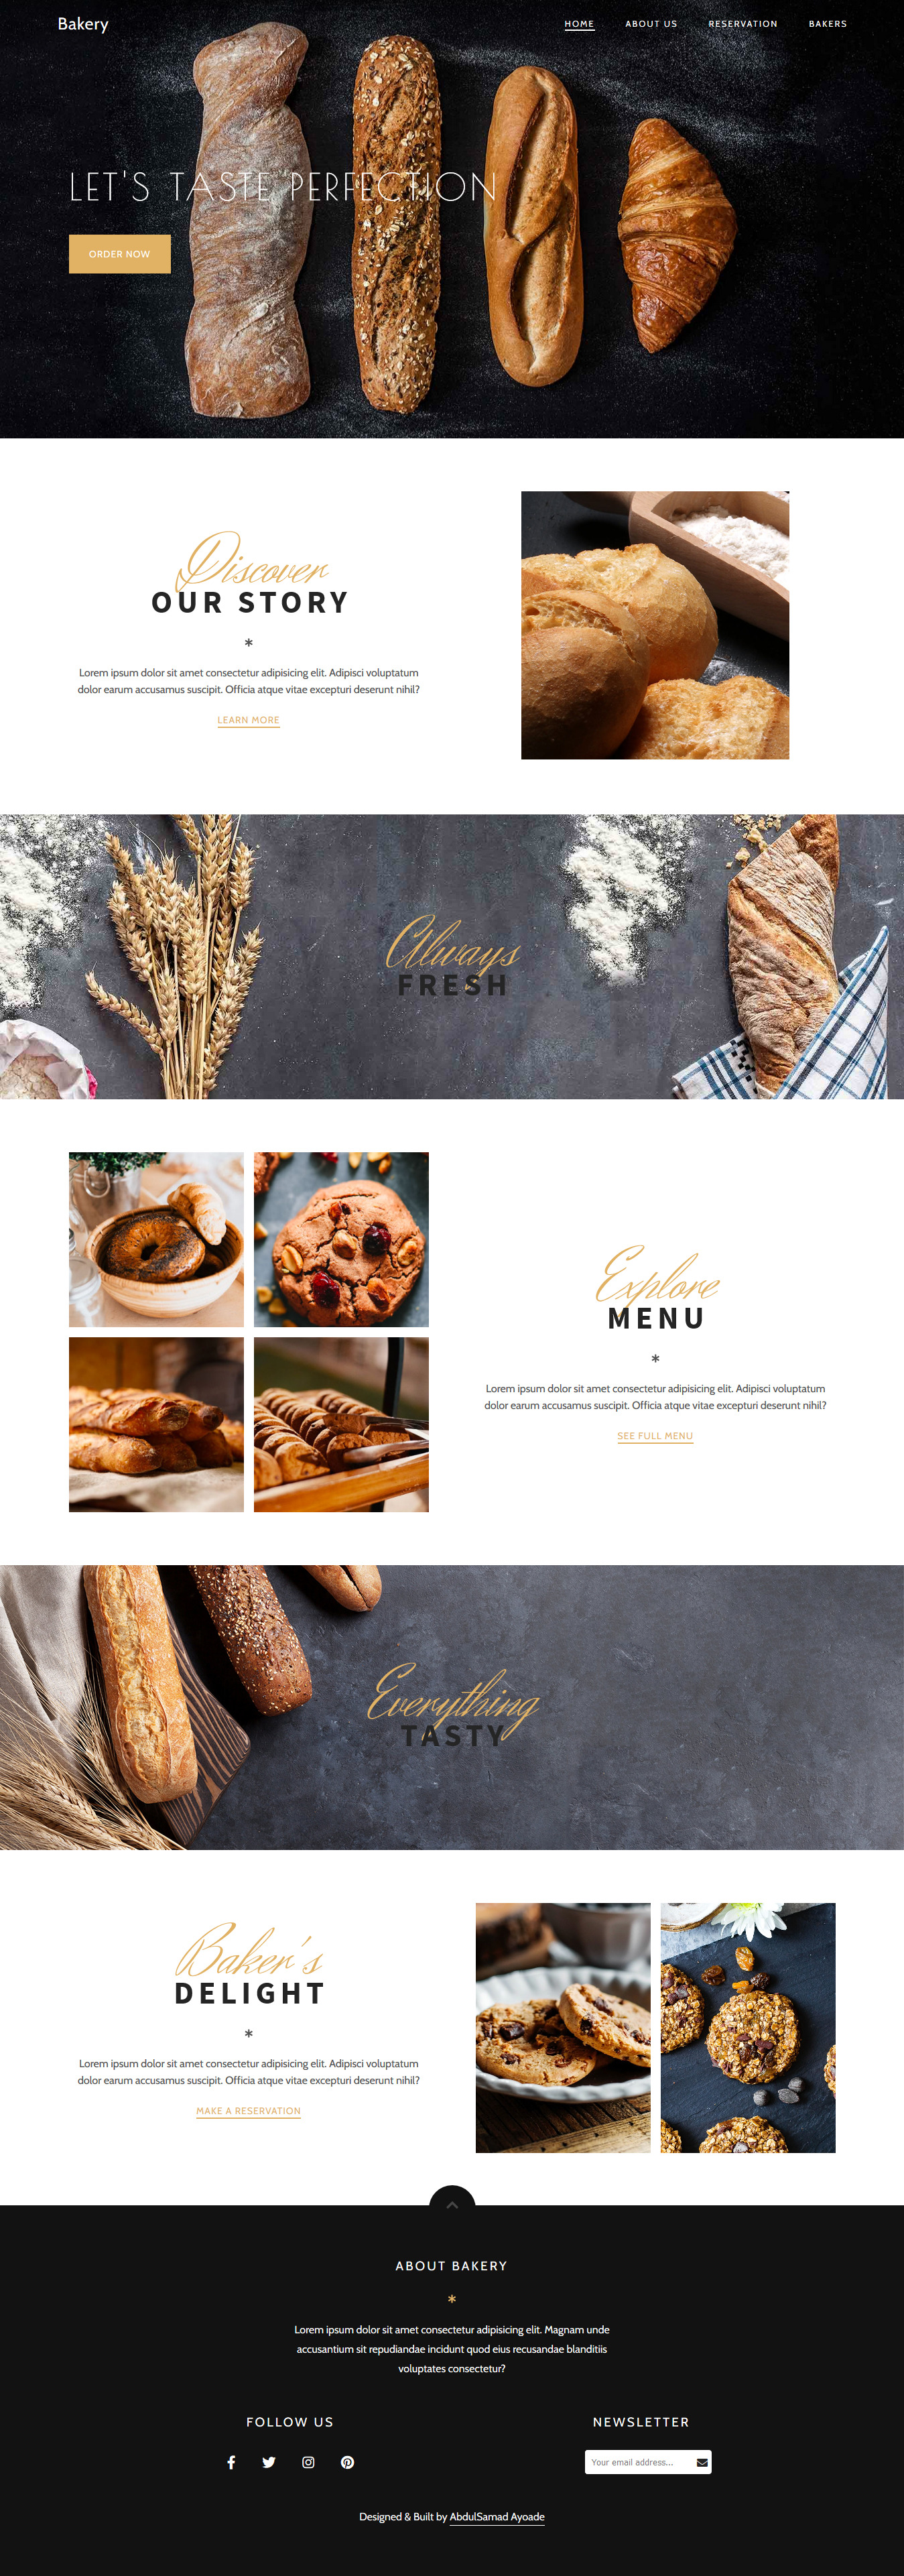 Bakery
HOME ABOUT US RESERVATION BAKERS
LET'S TASTE PERFECTION
ORDER NOW
Discover
OUR STORY
*
Lorem ipsum dolor sit amet consectetur adipisicing elit. Adipisci voluptatum
dolor earum accusamus suscipit. Officia atque vitae excepturi deserunt nihil?
LEARN MORE
Always
FRESH
Explore
MENU
*
Lorem ipsum dolor sit amet consectetur adipisicing elit. Adipisci voluptatum
dolor earum accusamus suscipit. Officia atque vitae excepturi deserunt nihil?
SEE FULL MENU
Everything
TASTY
Baker's
DELIGHT
*
Lorem ipsum dolor sit amet consectetur adipisicing elit. Adipisci voluptatum
dolor earum accusamus suscipit. Officia atque vitae excepturi deserunt nihil?
MAKE A RESERVATION
ABOUT BAKERY
*
Lorem ipsum dolor sit amet consectetur adipisicing elit. Magnam unde
accusantium sit repudiandae incidunt quod eius recusandae blanditiis
voluptates consectetur?
FOLLOW US
NEWSLETTER
Your email address...
Designed & Built by AbdulSamad Ayoade